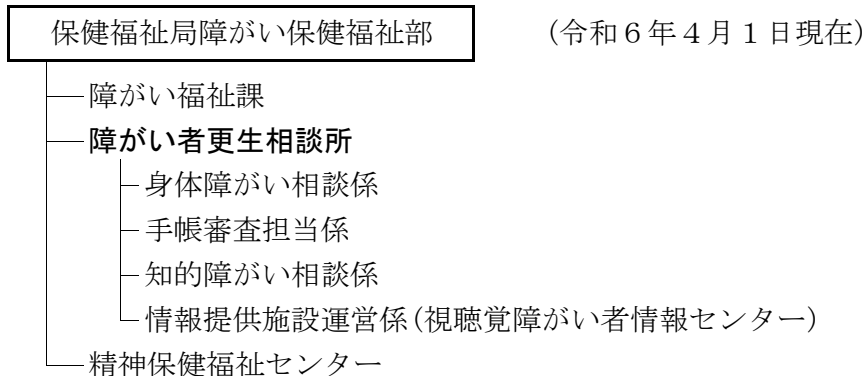 保健福祉局障がい保健福祉部 (令和６年４月１日現在)
障がい福祉課
障がい者更生相談所
身体障がい相談係
手帳審査担当係
知的障がい相談係
情報提供施設運営係(視聴覚障がい者情報センター)
精神保健福祉センター